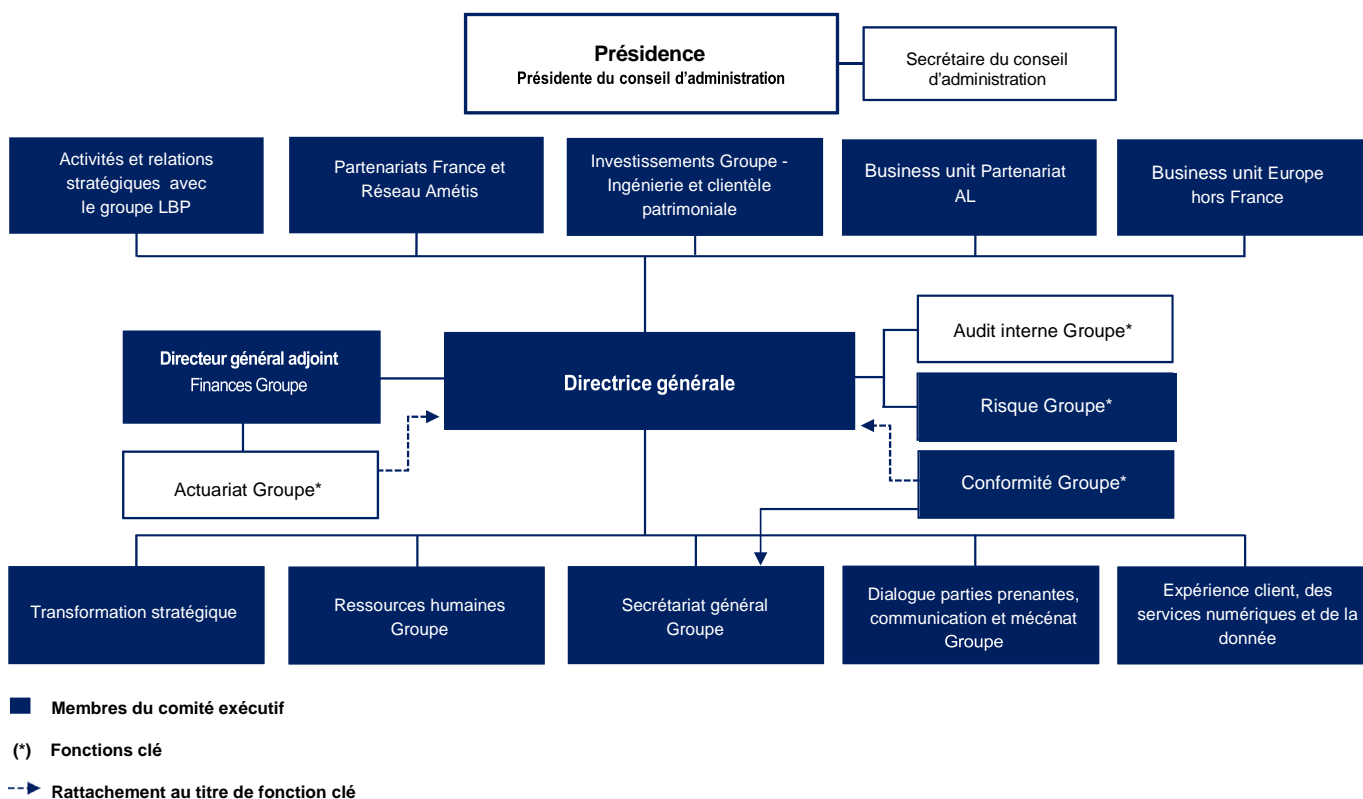 Présidence
Présidente du conseil d'administration
Secrétaire du conseil
d'administration
Activités et relations
stratégiques avec
le groupe LBP
Partenariats France et
Réseau Amétis
Investissements Groupe -
Ingénierie et clientèle
patrimoniale
Business unit Partenariat
AL
Business unit Europe
hors France
Audit interne Groupe*
Directeur général adjoint
Finances Groupe
Directrice générale
Risque Groupe*
Actuariat Groupe*
Conformité Groupe*
Transformation stratégique
Ressources humaines
Groupe
Secrétariat général
Groupe
Dialogue parties prenantes,
communication et mécénat
Groupe
Expérience client, des
services numériques et de la
donnée
Membres du comité exécutif
(*) Fonctions clé
Rattachement au titre de fonction clé